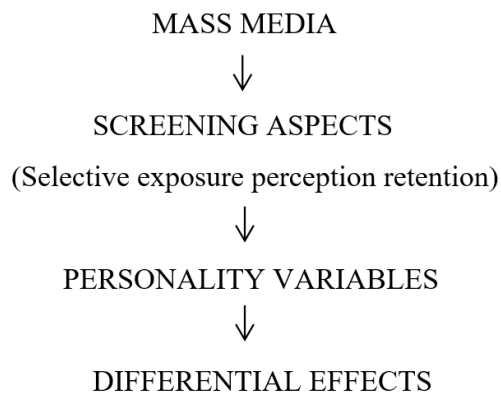 MASS MEDIA
SCREENING ASPECTS
(Selective exposure perception retention)
PERSONALITY VARIABLES
DIFFERENTIAL EFFECTS